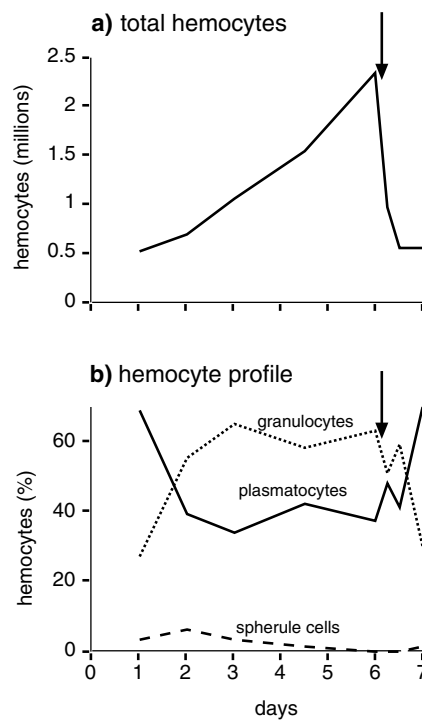 a) total hemocytes
2.5
2
1.5
1
0.5
0
hemocytes (millions)
b) hemocyte profile
granulocytes
plasmatocytes
spherule cells
60
40
20
0
hemocytes (%)
0 1 2 3 4 5 6 7
days